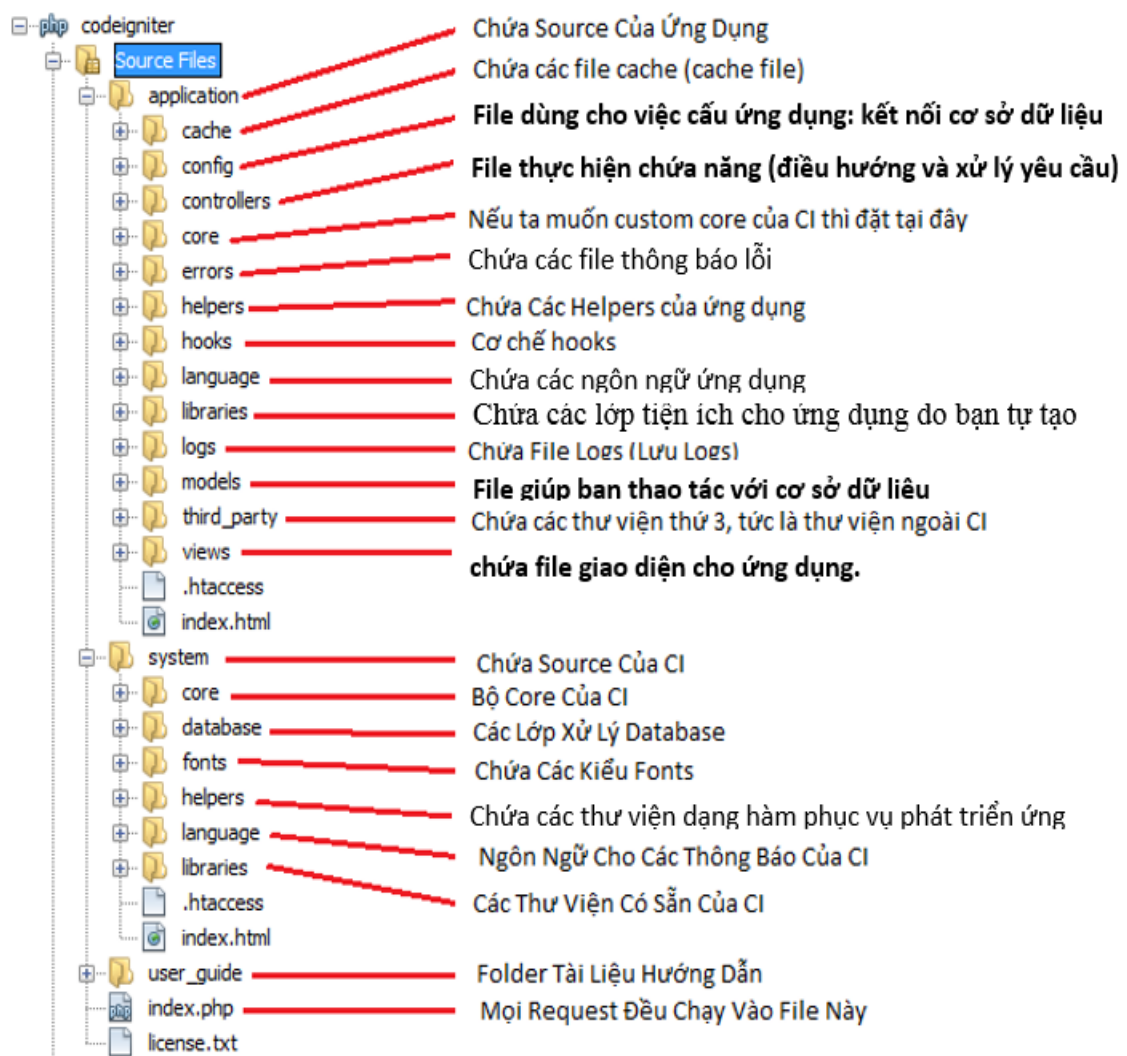 php codeigniter
Source Files
application Chứa Source Của Ứng Dụng
cache Chứa các file cache (cache file)
config File dùng cho việc cấu ứng dụng: kết nối cơ sở dữ liệu
controllers File thực hiện chứa năng (điều hướng và xử lý yêu cầu)
core Nếu ta muốn custom core của CI thì đặt tại đây
errors Chứa các file thông báo lỗi
helpers Chứa Các Helpers của ứng dụng
hooks Cơ chế hooks
language Chứa các ngôn ngữ ứng dụng
libraries Chứa các lớp tiện ích cho ứng dụng do bạn tự tạo
logs Chứa File Logs (Lưu Logs)
models File giúp bạn thao tác với cơ sở dữ liệu
third_party Chứa các thư viện thứ 3, tức là thư viện ngoài CI
views chứa file giao diện cho ứng dụng.
.htaccess
index.html
system Chứa Source Của CI
core Bộ Core Của CI
database Các Lớp Xử Lý Database
fonts Chứa Các Kiểu Fonts
helpers Chứa các thư viện dạng hàm phục vụ phát triển ứng
language Ngôn Ngữ Cho Các Thông Báo Của CI
libraries Các Thư Viện Có Sẵn Của CI
.htaccess
index.html
user_guide Folder Tài Liệu Hướng Dẫn
php index.php Mọi Request Đều Chạy Vào File Này
license.txt